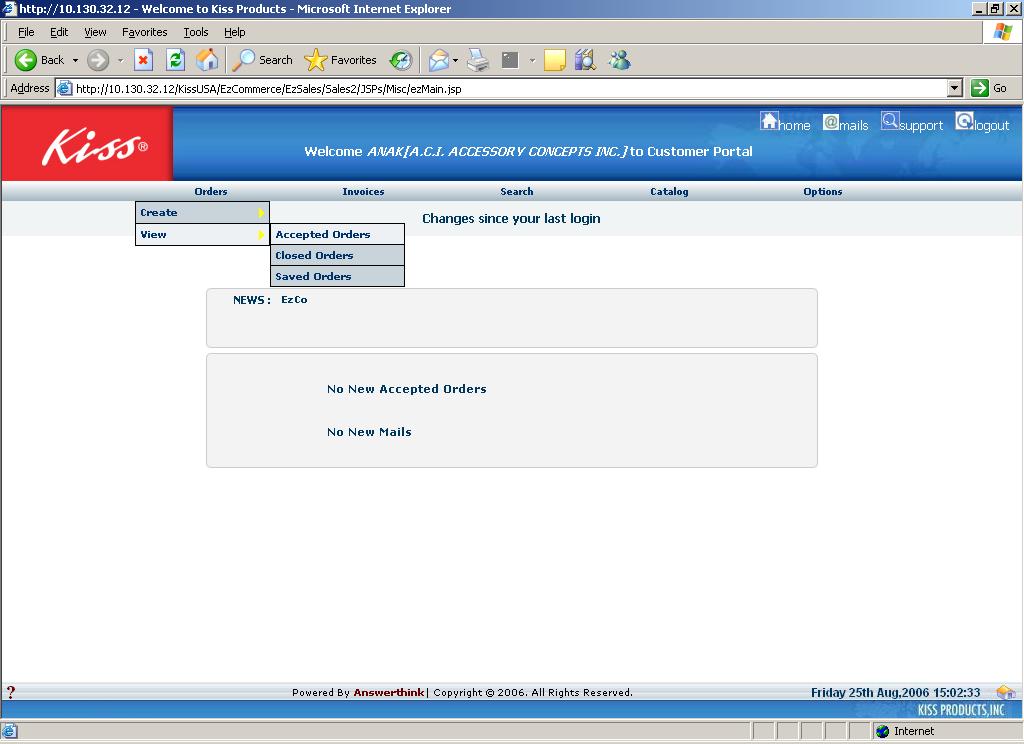 http://10.130.32.12 - Welcome to Kiss Products - Microsoft Internet Explorer
File Edit View Favorites Tools Help
Back Search Favorites
Address http://10.130.32.12/KissUSA/EzCommerce/EzSales/Sales2/JSPs/Misc/ezMain.jsp Go
Kiss®
home @mails support logout
Welcome ANAK[A.C.I. ACCESSORY CONCEPTS INC.]to Customer Portal
Orders Invoices Search Catalog Options
Create
Changes since your last login
View Accepted Orders
Closed Orders
Saved Orders
NEWS: EzCo
No New Accepted Orders
No New Mails
? Powered By Answerthink| Copyright © 2006. All Rights Reserved. Friday 25th Aug,2006 15:02:33
KISS PRODUCTS,INC
Internet